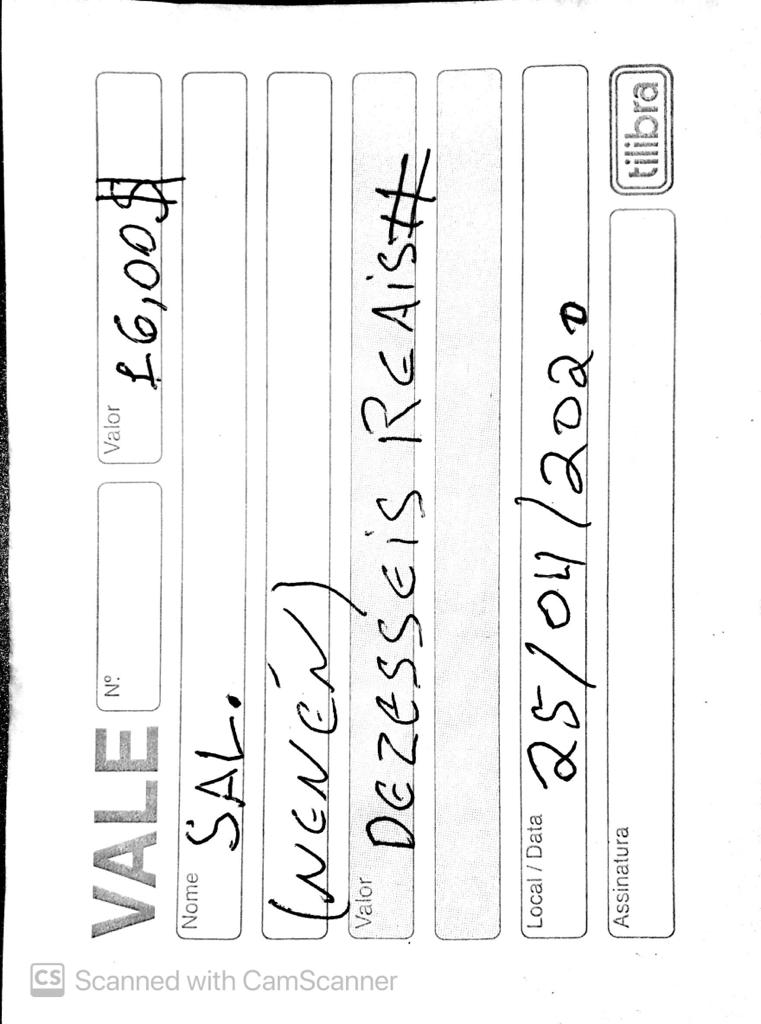 VALE
Nº
Valor 16,00 $
Nome
SAL.
(NENÉN)
Valor
DEZESSEIS REAIS #
Local / Data 25/04/2020
Assinatura
tilibra
CS Scanned with CamScanner